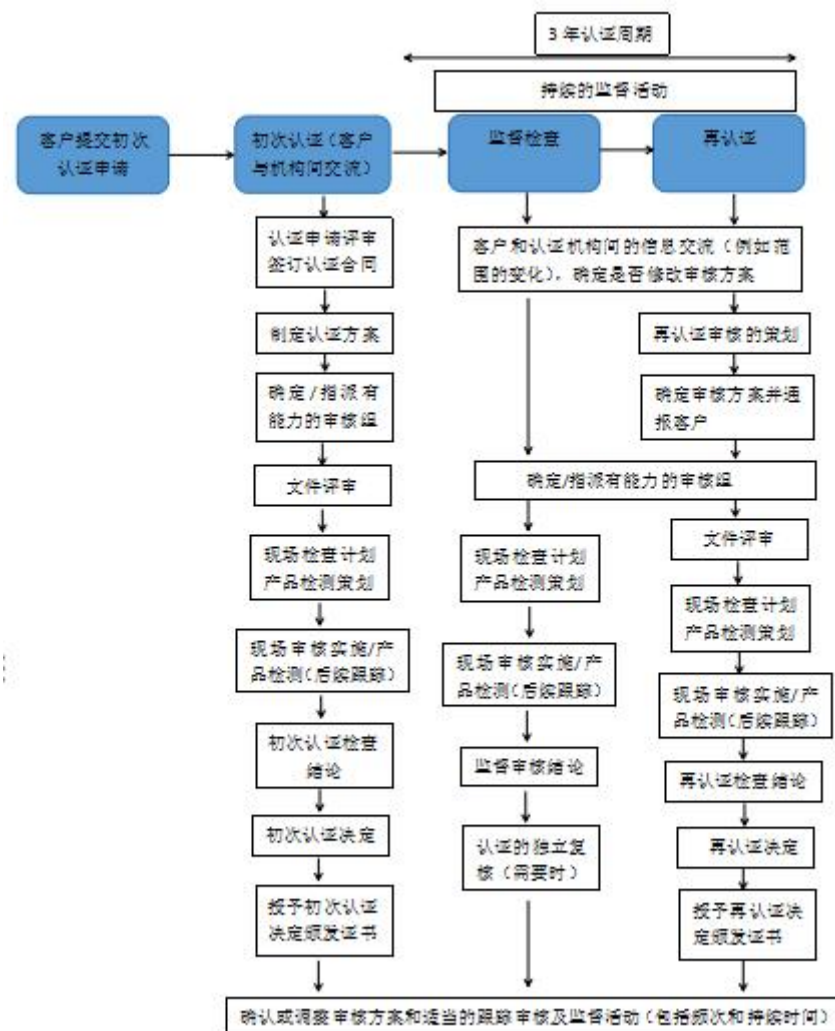 3 年认证周期
持续的监督活动
客户提交初次
认证申请
初次认证（客户
与机构间交流）
监督检查
再认证
认证申请评审
签订认证合同
制定认证方案
确定/指派有
能力的审核组
文件评审
现场检查计划
产品检测策划
现场审核实施/产
品检测(后续跟踪)
初次认证检查
结论
初次认证决定
授予初次认证
决定颁发证书
客户和认证机构间的信息交流（例如范
围的变化），确定是否修改审核方案
再认证审核的策划
确定审核方案并通
报客户
确定/指派有能力的审核组
现场检查计划
产品检测策划
现场审核实施/产
品检测(后续跟踪)
监督审核结论
认证的独立复
核（需要时）
文件评审
现场检查计划
产品检测策划
现场审核实施/产
品检测(后续跟踪)
再认证检查结论
再认证决定
授予再认证决
定颁发证书
确认或调整审核方案和适当的跟踪审核及监督活动（包括频次和持续时间）